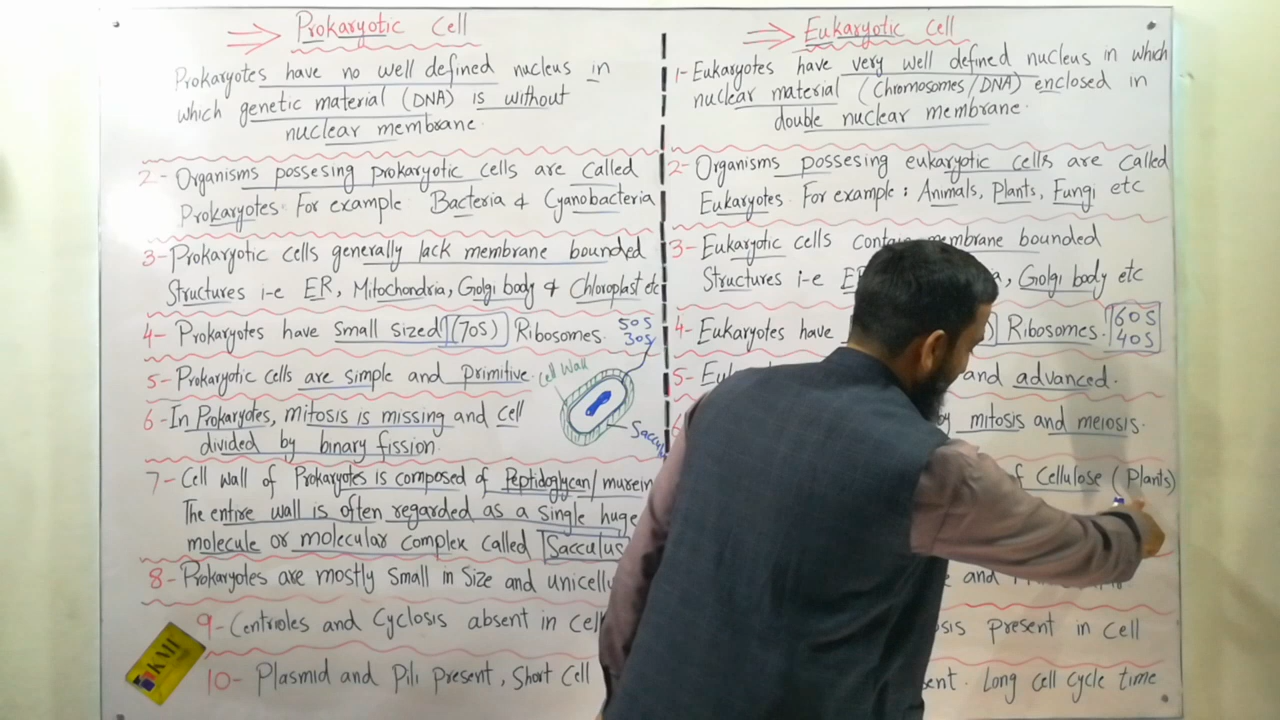 Prokaryotic Cell
Prokaryotes have no well defined nucleus in
which genetic material (DNA) is without
nuclear membrane.
2- Organisms possesing prokaryotic cells are called
Prokaryotes. For example Bacteria & Cyanobacteria
3- Prokaryotic cells generally lack membrane bounded
Structures i-e ER, Mitochondria, Golgi body & Chloroplast etc
4- Prokaryotes have Small sized (70S) Ribosomes.
50S
30S
5- Prokaryotic cells are simple and primitive.
Cell Wall
6- In Prokaryotes, mitosis is missing and cell
divided by binary fission.
7- Cell wall of Prokaryotes is composed of Peptidoglycan/murein
The entire wall is often regarded as a single huge
molecule or molecular complex called Sacculus
8- Prokaryotes are mostly Small in Size and
9- Centrioles and Cyclosis absent in
10- Plasmid and Pili Present, Short Cell
KMI
Eukaryotic Cell
1- Eukaryotes have very well defined nucleus in which
nuclear material (Chromosomes/DNA) enclosed in
double nuclear membrane.
2- Organisms possesing eukaryotic cells are called
Eukaryotes. For example: Animals, Plants, Fungi etc
3- Eukaryotic cells membrane bounded
Structures i-e Golgi body etc
4- Eukaryotes have Ribosomes.
60S
40S
5- and advanced.
mitosis and meiosis.
Cellulose (Plants)
and
present in Cell
Long cell cycle time